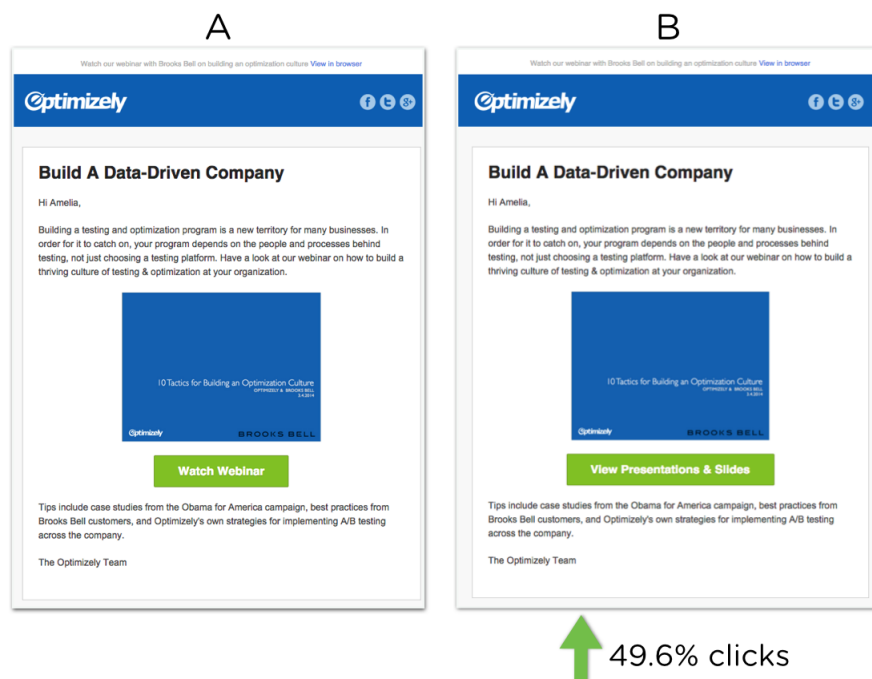 A
Watch our webinar with Brooks Bell on building an optimization culture View in browser
Optimizely
Build A Data-Driven Company
Hi Amelia,
Building a testing and optimization program is a new territory for many businesses. In
order for it to catch on, your program depends on the people and processes behind
testing, not just choosing a testing platform. Have a look at our webinar on how to build a
thriving culture of testing & optimization at your organization.
10 Tactics for Building an Optimization Culture
OPTIMIZELY & BROOKS BELL
3.4.2014
Optimizely BROOKS BELL
Watch Webinar
Tips include case studies from the Obama for America campaign, best practices from
Brooks Bell customers, and Optimizely's own strategies for implementing A/B testing
across the company.
The Optimizely Team
B
Watch our webinar with Brooks Bell on building an optimization culture View in browser
Optimizely
Build A Data-Driven Company
Hi Amelia,
Building a testing and optimization program is a new territory for many businesses. In
order for it to catch on, your program depends on the people and processes behind
testing, not just choosing a testing platform. Have a look at our webinar on how to build a
thriving culture of testing & optimization at your organization.
10 Tactics for Building an Optimization Culture
OPTIMIZELY & BROOKS BELL
3.4.2014
Optimizely BROOKS BELL
View Presentations & Slides
Tips include case studies from the Obama for America campaign, best practices from
Brooks Bell customers, and Optimizely's own strategies for implementing A/B testing
across the company.
The Optimizely Team
49.6% clicks